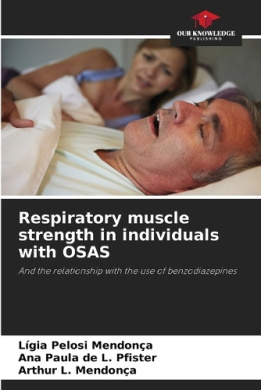 OUR KNOWLEDGE
PUBLISHING
Respiratory muscle
strength in individuals
with OSAS
And the relationship with the use of benzodiazepines
Lígia Pelosi Mendonça
Ana Paula de L. Pfister
Arthur L. Mendonça